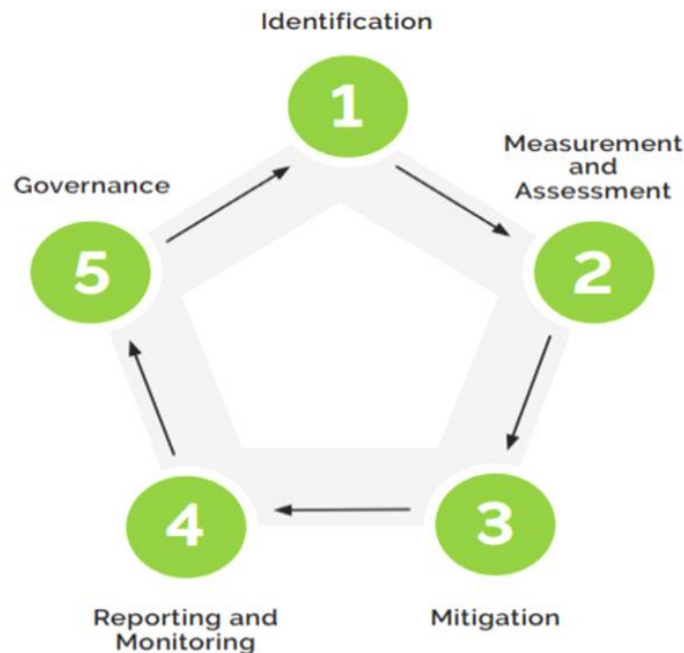 Identification
1
Measurement
and
Assessment
2
Governance
5
4
3
Reporting and
Monitoring
Mitigation